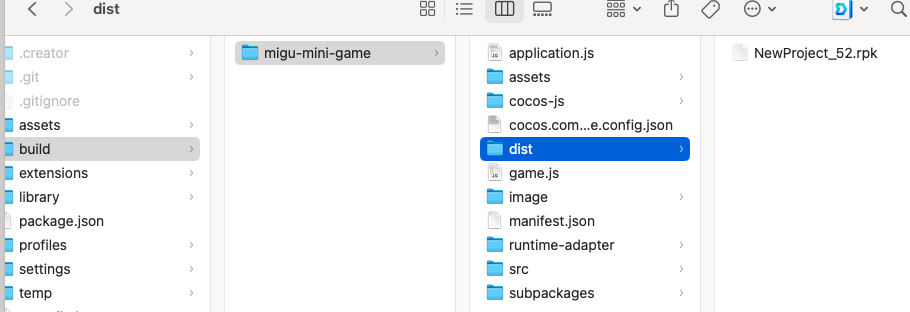 dist
.creator
.git
.gitignore
assets
build
extensions
library
package.json
profiles
settings
temp
migu-mini-game
application.js
assets
cocos-js
cocos.com...e.config.json
dist
game.js
image
manifest.json
runtime-adapter
src
subpackages
NewProject_52.rpk